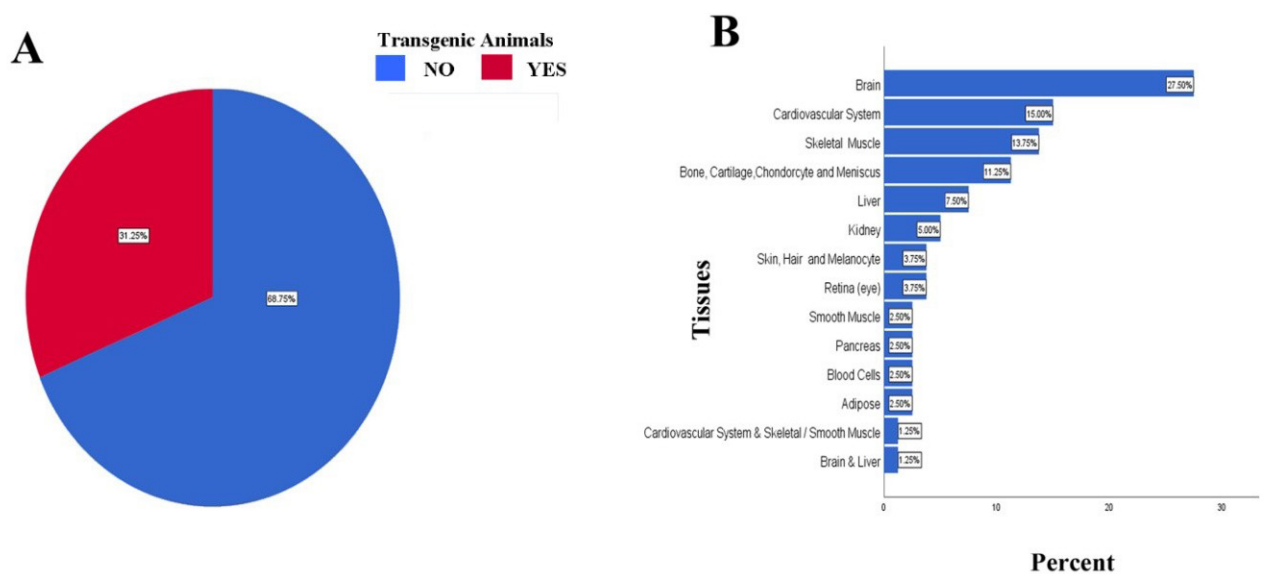 A
Transgenic Animals
NO YES
31.25%
68.75%
B
Tissues
Brain 27.50%
Cardiovascular System 15.00%
Skeletal Muscle 13.75%
Bone, Cartilage,Chondorcyte and Meniscus 11.25%
Liver 7.50%
Kidney 5.00%
Skin, Hair and Melanocyte 3.75%
Retina (eye) 3.75%
Smooth Muscle 2.50%
Pancreas 2.50%
Blood Cells 2.50%
Adipose 2.50%
Cardiovascular System & Skeletal / Smooth Muscle 1.25%
Brain & Liver 1.25%
0 10 20 30
Percent